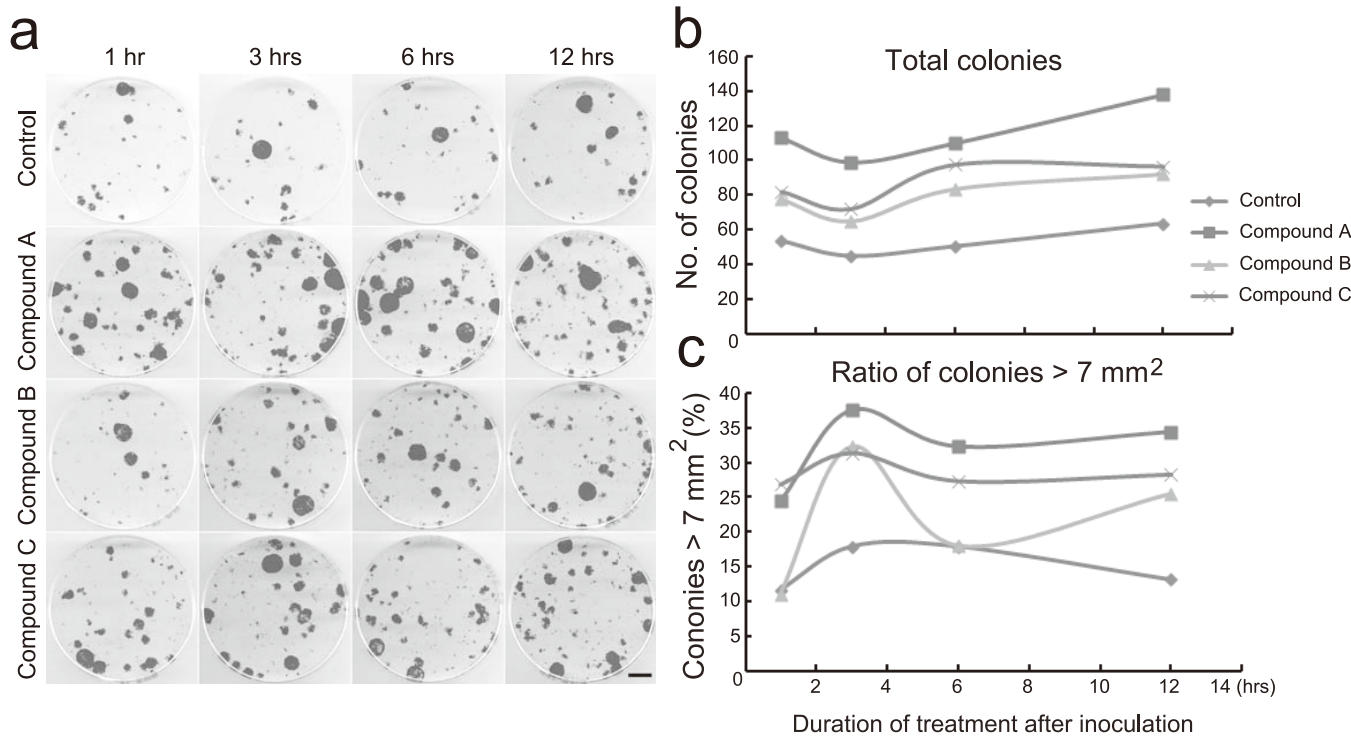 a
1 hr 3 hrs 6 hrs 12 hrs
Control
Compound A
Compound B
Compound C
b
Total colonies
No. of colonies
160
140
120
100
80
60
40
20
0
Control
Compound A
Compound B
Compound C
c
Ratio of colonies > 7 mm2
Cononies > 7 mm2 (%)
40
35
30
25
20
15
10
5
0
2 4 6 8 10 12 14 (hrs)
Duration of treatment after inoculation